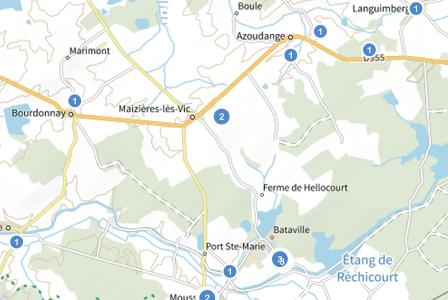 Boule
Languimberg
1
Azoudange
1
1
1
D955
Marimont
1
Bourdonnay
Maizières-lès-Vic
2
Ferme de Hellocourt
Bataville
1
Port Ste-Marie
1
3
Étang de
Réchicourt
2